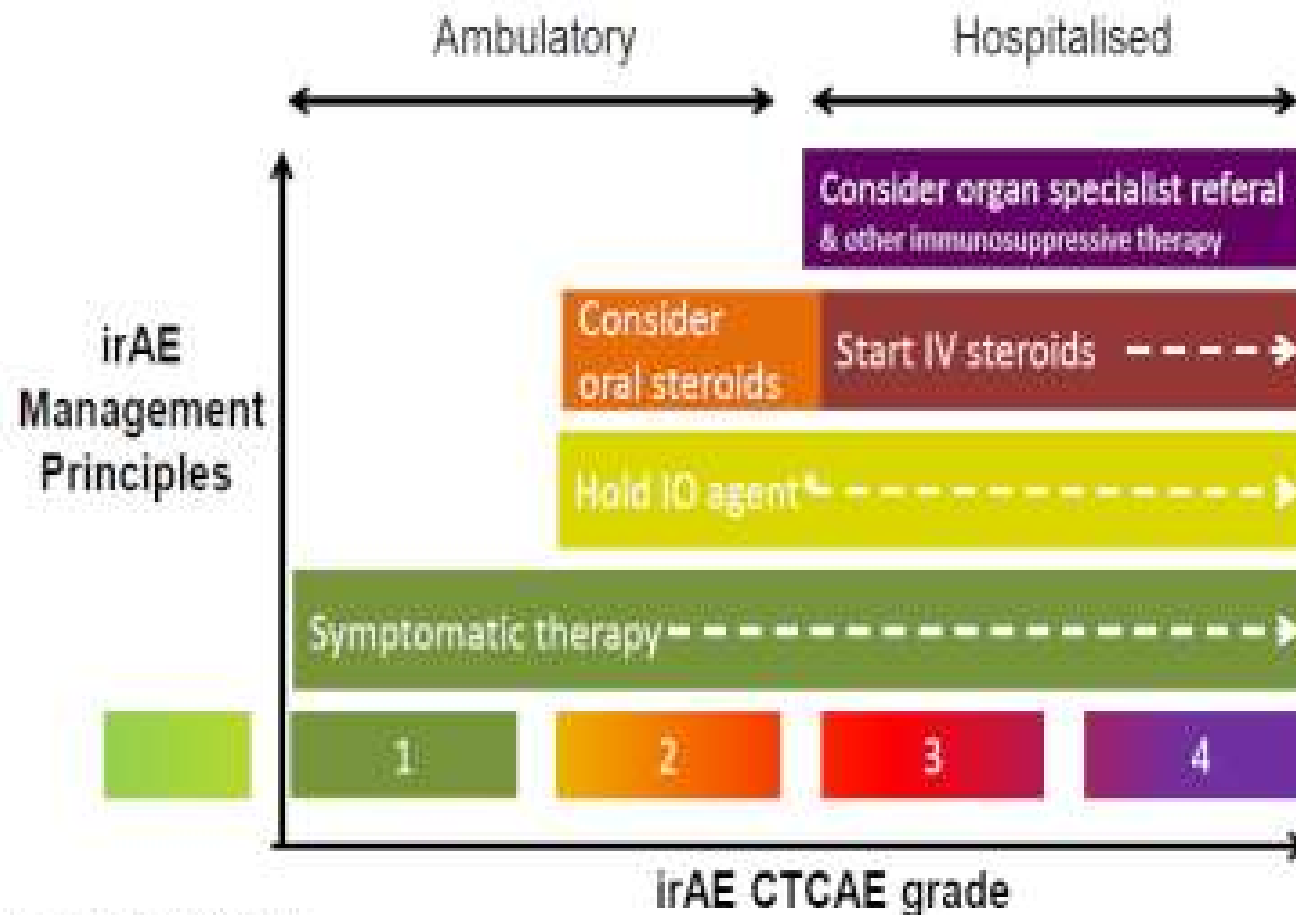 Ambulatory
Hospitalised
Consider organ specialist referal
& other immunosuppressive therapy
Consider
oral steroids
Start IV steroids
irAE
Management
Principles
Hold IO agent*
Symptomatic therapy
1
2
3
4
irAE CTCAE grade